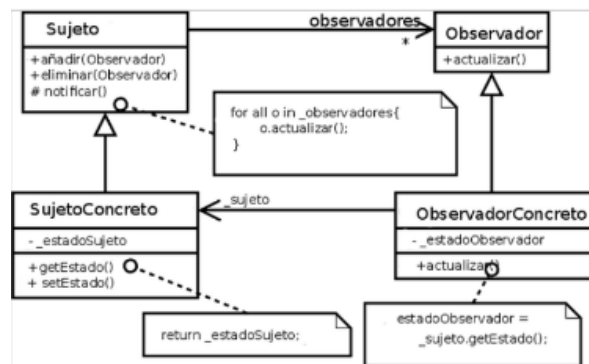 Sujeto
+añadir(Observador)
+eliminar(Observador)
# notificar()
observadores
*
Observador
+actualizar()
for all o in _observadores{
o.actualizar();
}
SujetoConcreto
- _estadoSujeto
+getEstado()
+ setEstado()
_sujeto
ObservadorConcreto
- _estadoObservador
+actualizar()
return _estadoSujeto;
estadoObservador =
_sujeto.getEstado();